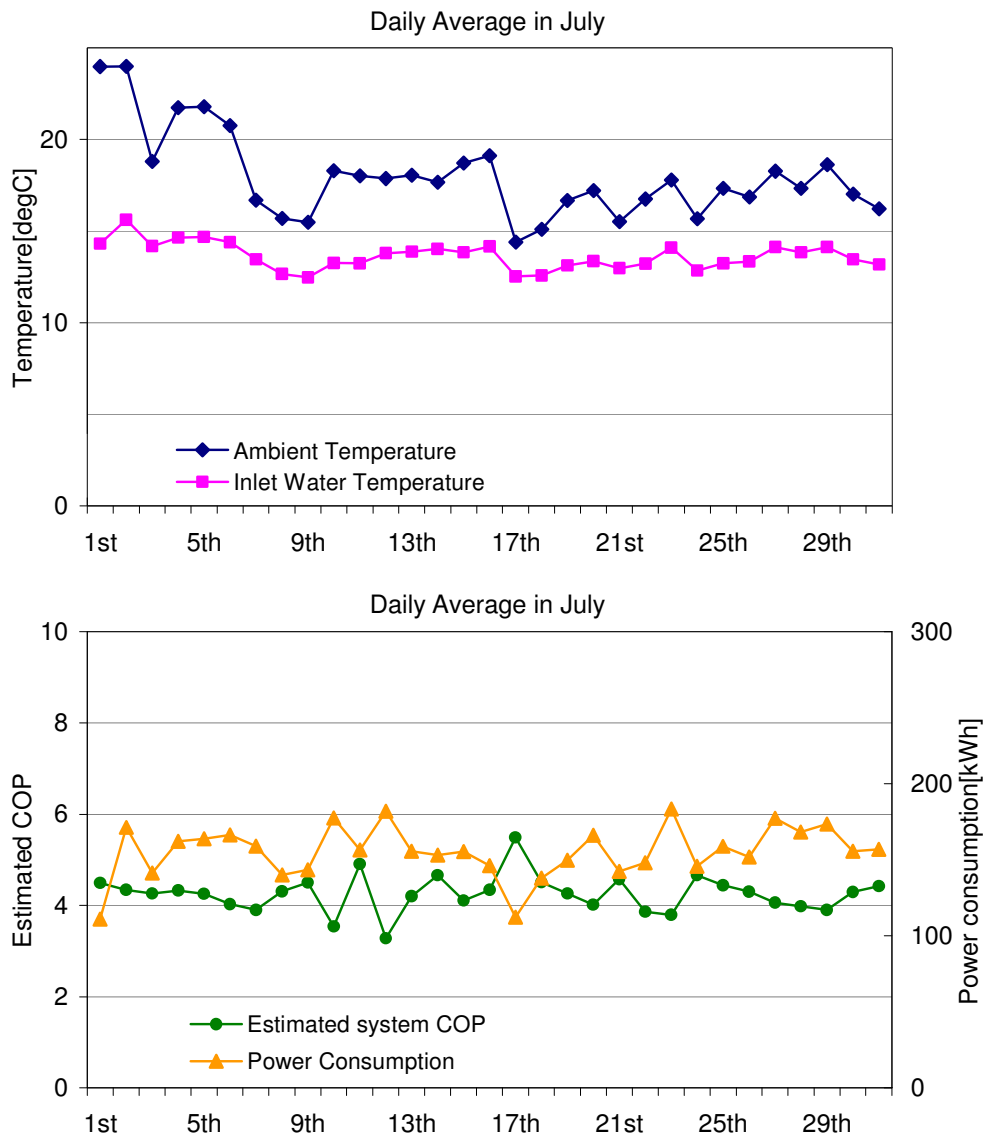 Daily Average in July
Temperature[degC]
20
10
0
Ambient Temperature
Inlet Water Temperature
1st 5th 9th 13th 17th 21st 25th 29th
Daily Average in July
Estimated COP
10
8
6
4
2
0
300
200
100
0
Power consumption[kWh]
Estimated system COP
Power Consumption
1st 5th 9th 13th 17th 21st 25th 29th